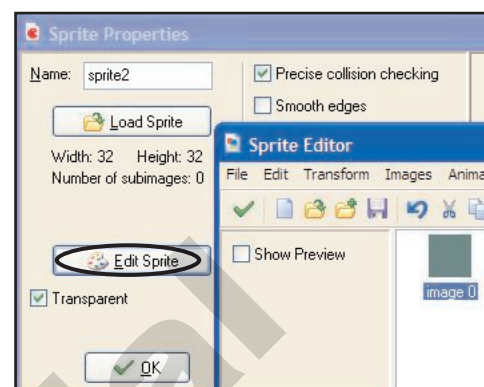 Sprite Properties
Name: sprite2
Precise collision checking
Load Sprite
Smooth edges
Width: 32 Height: 32
Number of subimages: 0
Sprite Editor
File Edit Transform Images Anima
Show Preview
Edit Sprite
image 0
Transparent
OK